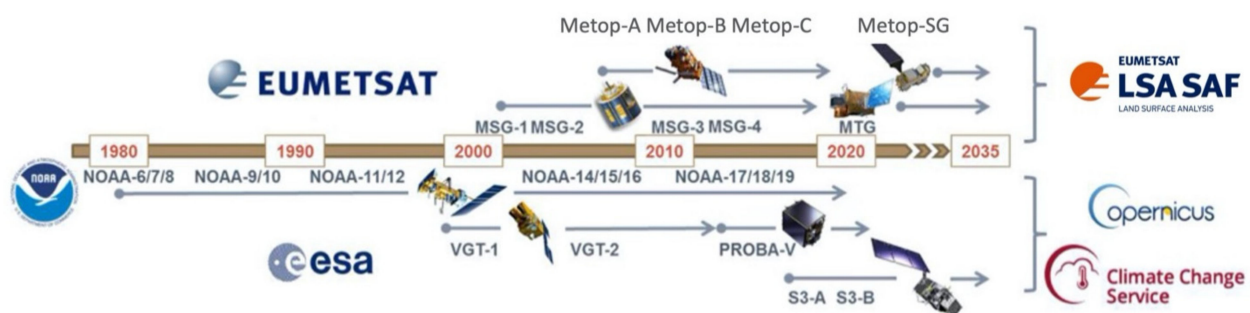 Metop-A Metop-B Metop-C Metop-SG
EUMETSAT
EUMETSAT
LSA SAF
LAND SURFACE ANALYSIS
MSG-1 MSG-2 MSG-3 MSG-4 MTG
1980 1990 2000 2010 2020 2035
NOAA
NOAA-6/7/8 NOAA-9/10 NOAA-11/12 NOAA-14/15/16 NOAA-17/18/19
opernicus
esa
VGT-1 VGT-2 PROBA-V
Climate Change
Service
S3-A S3-B